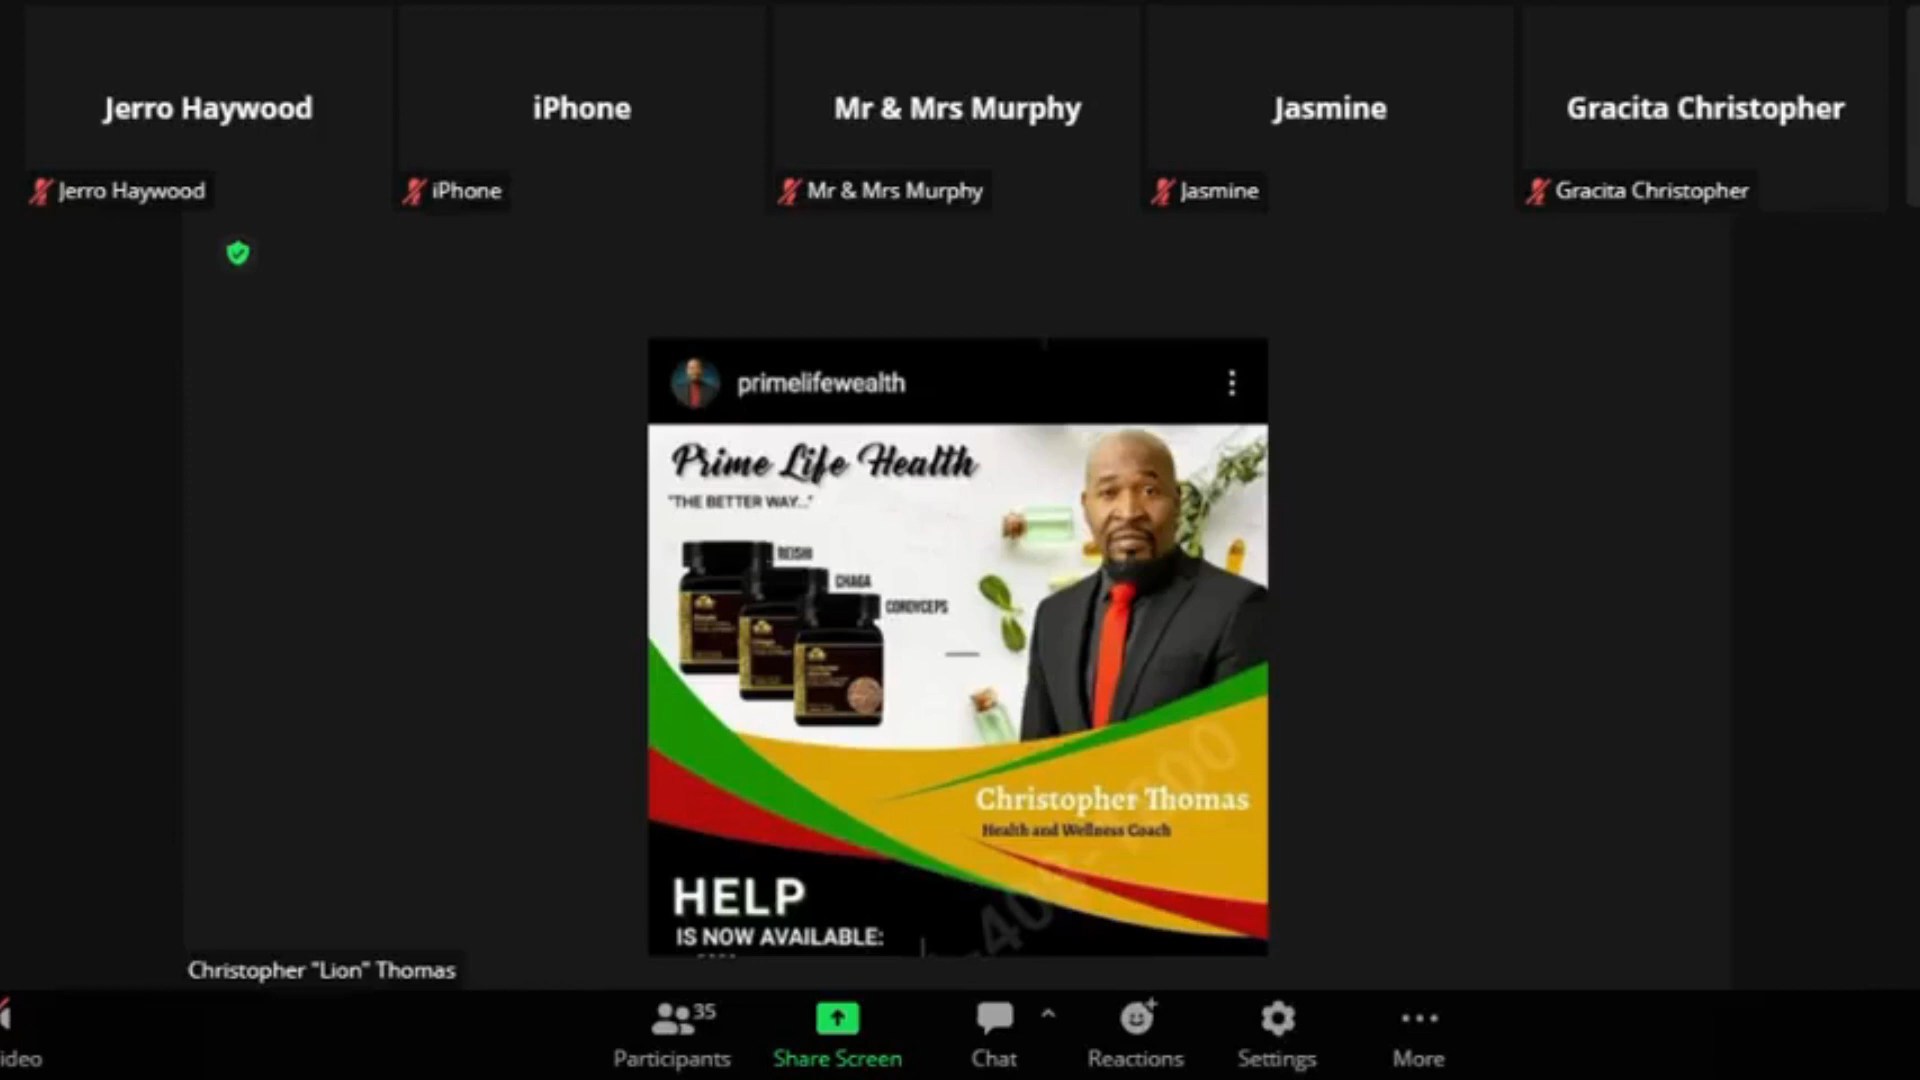 Jerro Haywood
iPhone
Mr & Mrs Murphy
Jasmine
Gracita Christopher
Jerro Haywood
iPhone
Mr & Mrs Murphy
Jasmine
Gracita Christopher
primelifewealth
Prime Life Health
"THE BETTER WAY..."
REISHI
CHAGA
CORDYCEPS
Christopher Thomas
Health and Wellness Coach
HELP
IS NOW AVAILABLE:
Christopher "Lion" Thomas
35
ideo
Participants
Share Screen
Chat
Reactions
Settings
More